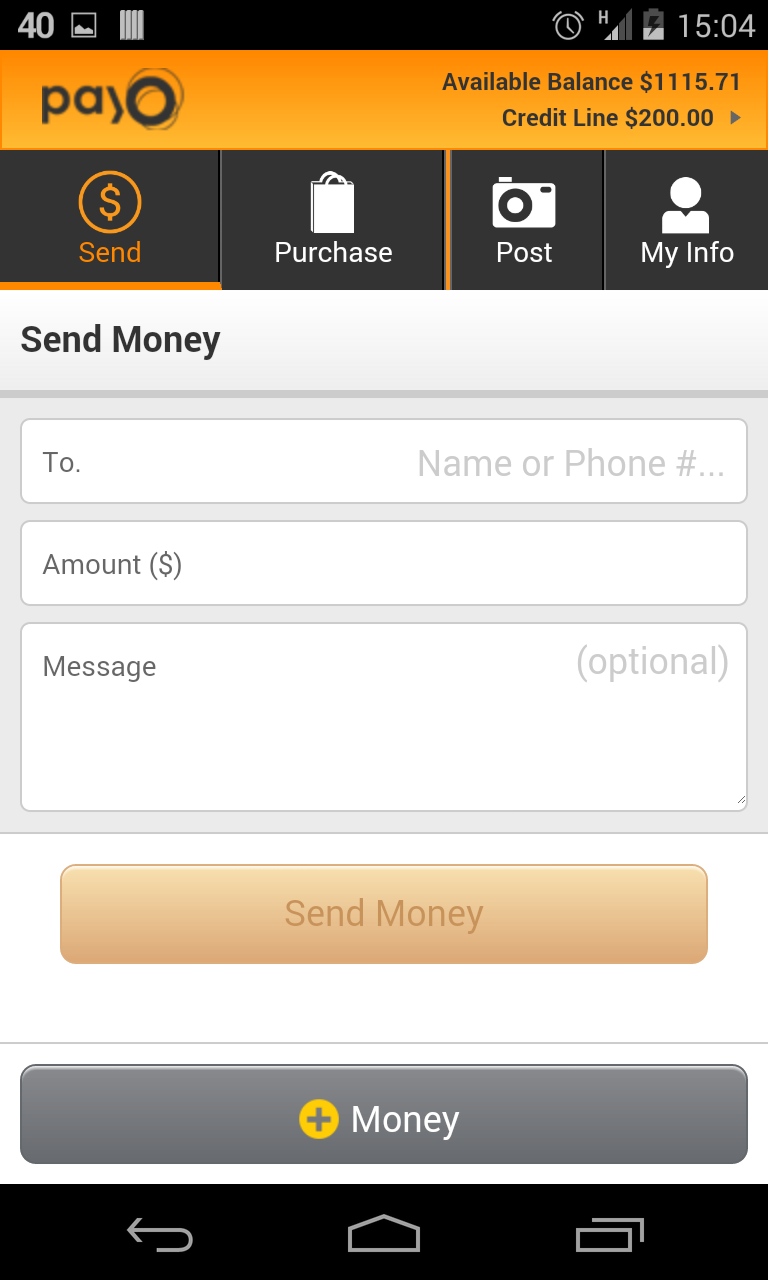 40
H
15:04
payO
Available Balance $1115.71
Credit Line $200.00
Send
Purchase
Post
My Info
Send Money
To.
Name or Phone #...
Amount ($)
Message
(optional)
Send Money
Money